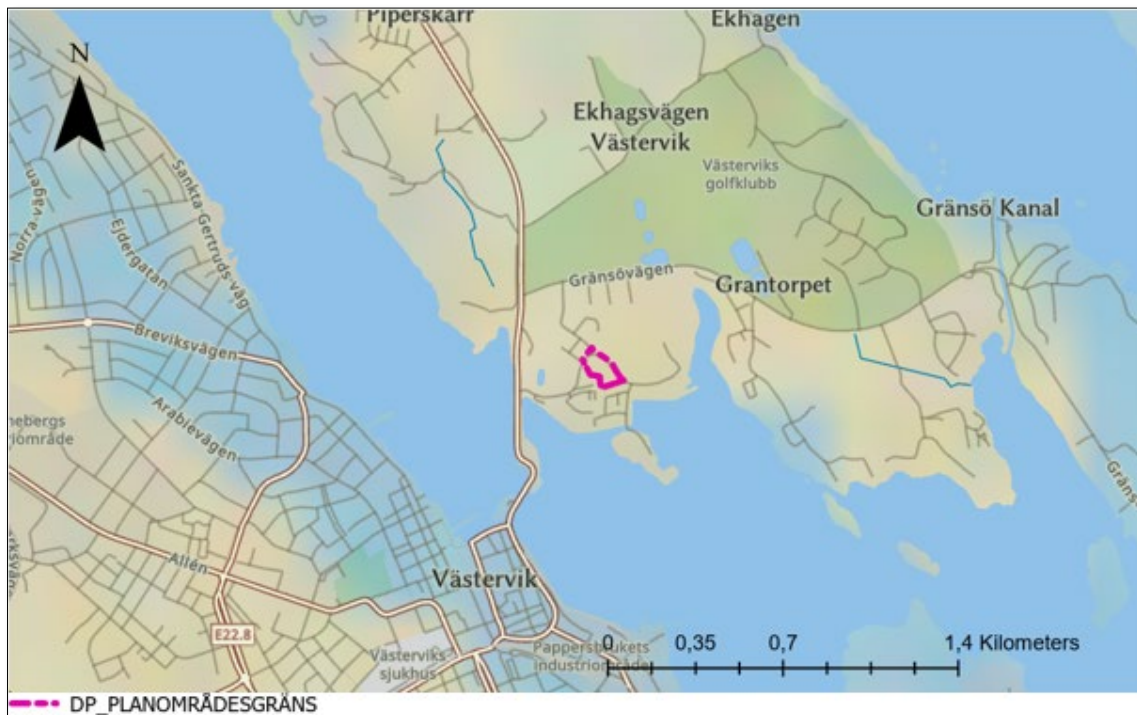 Piperskärr
Ekhagen
N
Ekhagsvägen
Västervik
Västerviks
golfklubb
Sankta-Gertruds-väg
Norra-vägen
Ejdergatan
Gränsö Kanal
Gränsövägen
Grantorpet
Breviksvägen
Arabievägen
Allén
Västervik
E22.8
Västerviks
sjukhus
Pappersbrukets
industriområde
0 0,35 0,7 1,4 Kilometers
DP_PLANOMRÅDESGRÄNS